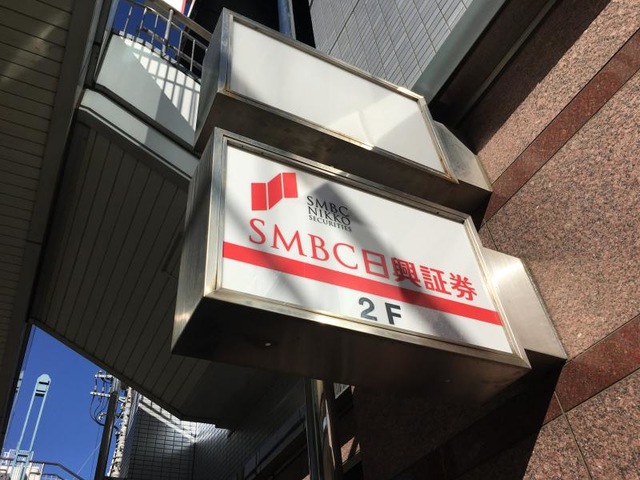 SMBC
NIKKO
SECURITIES
SMBC日興証券
2F